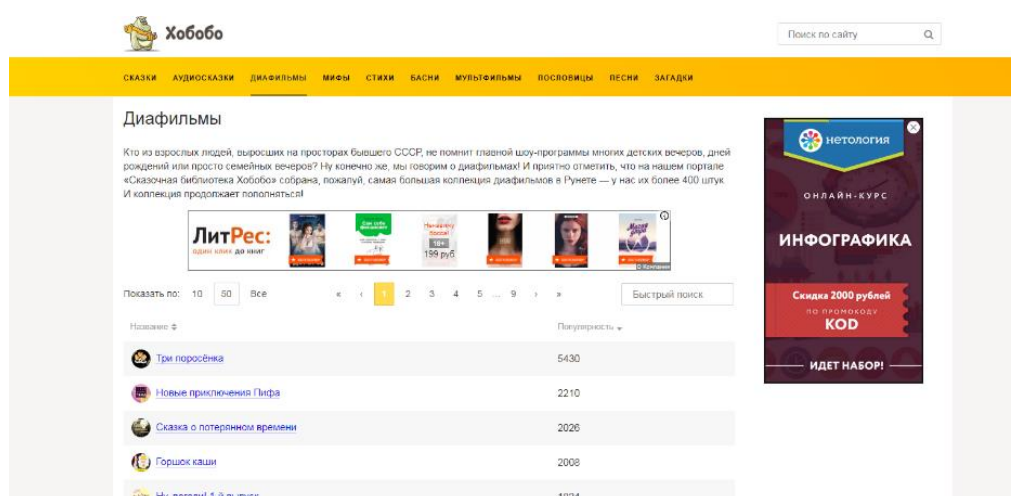 Хобобо
Поиск по сайту
СКАЗКИ АУДИОСКАЗКИ ДИАФИЛЬМЫ МИФЫ СТИХИ БАСНИ МУЛЬТФИЛЬМЫ ПОСЛОВИЦЫ ПЕСНИ ЗАГАДКИ
Диафильмы
Кто из взрослых людей, выросших на просторах бывшего СССР, не помнит главной шоу-программы многих детских вечеров, дней
рождений или просто семейных вечеров? Ну конечно же, мы говорим о диафильмах! И приятно отметить, что на нашем портале
«Сказочная библиотека Хобобо» собрана, пожалуй, самая большая коллекция диафильмов в Рунете — у нас их более 400 штук.
И коллекция продолжает пополняться!
ЛитРес:
один клик до книг
16+
199 руб
Показать по: 10 50 Все « ‹ 1 2 3 4 5 ... 9 › » Быстрый поиск
Название Популярность
Три поросёнка 5430
Новые приключения Пифа 2210
Сказка о потерянном времени 2026
Горшок каши 2008
нетология
ОНЛАЙН-КУРС
ИНФОГРАФИКА
Скидка 2000 рублей
ПО ПРОМОКОДУ
KOD
ИДЕТ НАБОР!